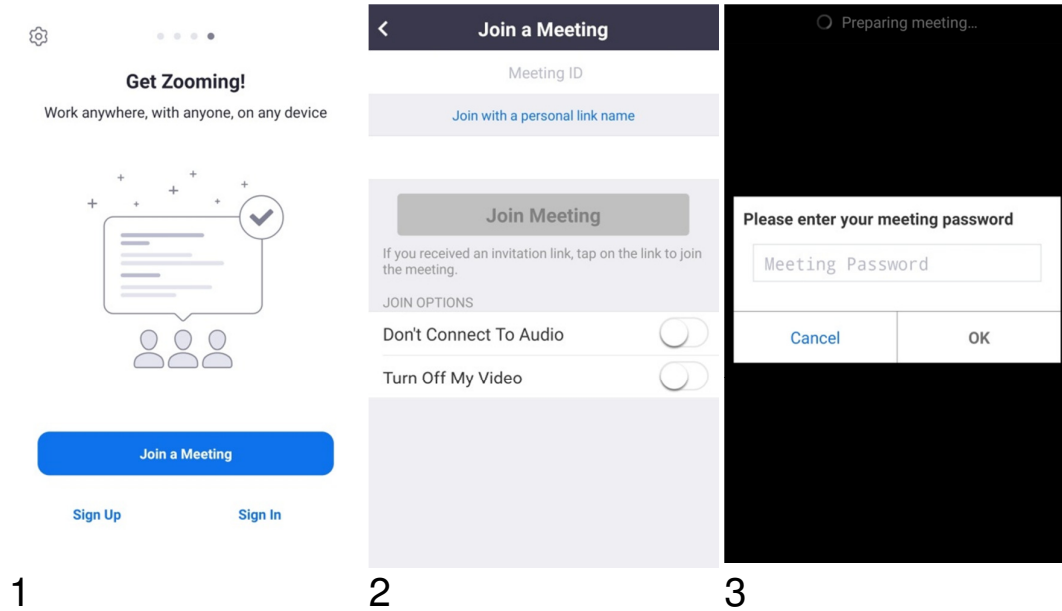 Get Zooming!
Work anywhere, with anyone, on any device
Join a Meeting
Sign Up
Sign In
1
Join a Meeting
Meeting ID
Join with a personal link name
Join Meeting
If you received an invitation link, tap on the link to join
the meeting.
JOIN OPTIONS
Don't Connect To Audio
Turn Off My Video
2
Preparing meeting...
Please enter your meeting password
Meeting Password
Cancel
OK
3